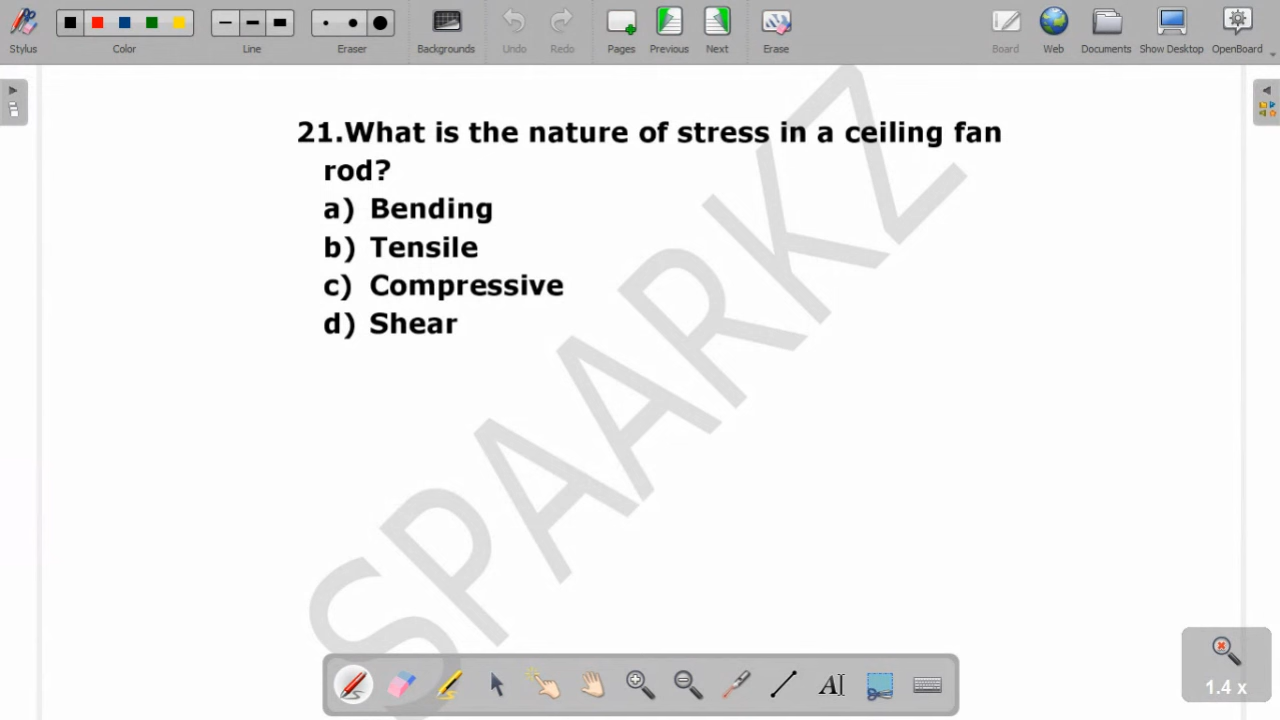 Stylus
Color
Line
Eraser
Backgrounds
Undo
Redo
Pages
Previous
Next
Erase
Board
Web
Documents
Show Desktop
OpenBoard
21.What is the nature of stress in a ceiling fan
rod?
a) Bending
b) Tensile
c) Compressive
d) Shear
SPAARKZ
AI
1.4 x